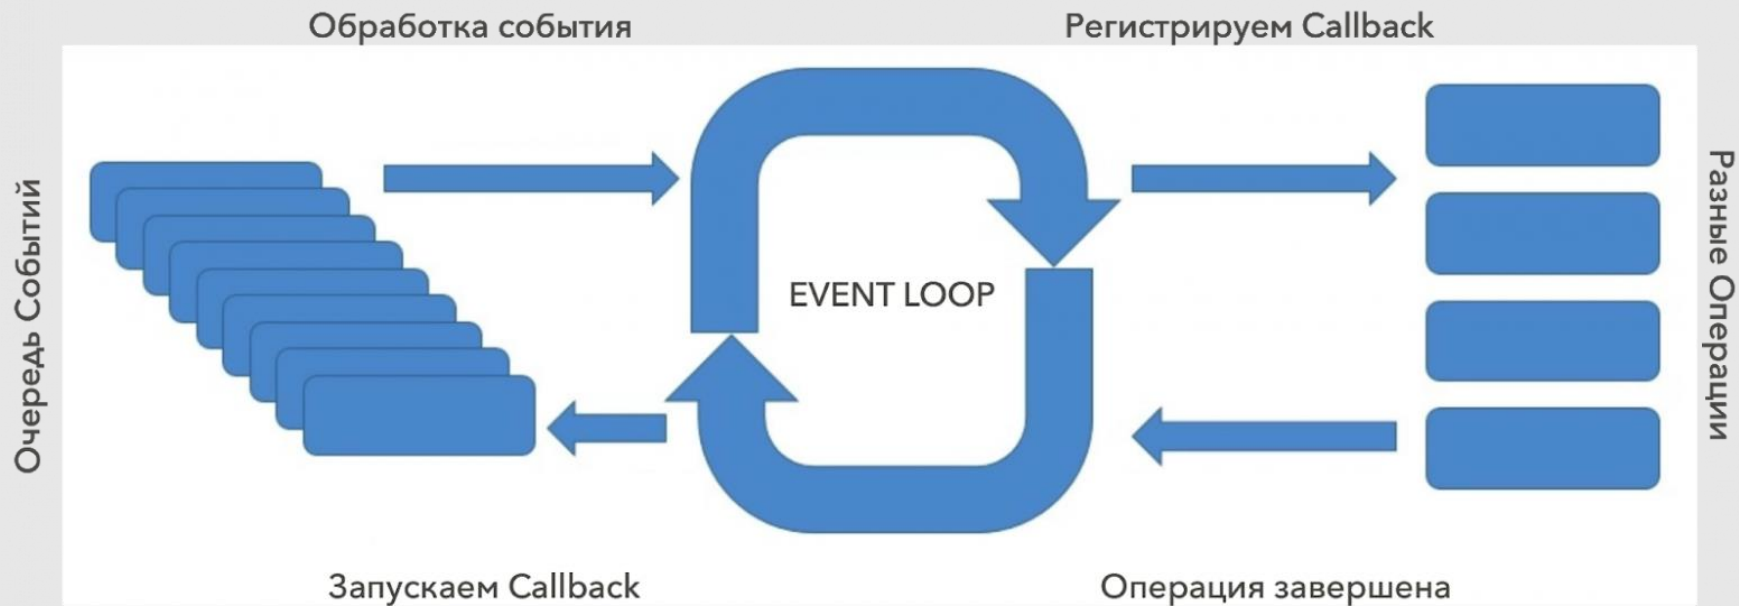 Обработка события
Регистрируем Callback
Очередь Событий
EVENT LOOP
Разные Операции
Запускаем Callback
Операция завершена